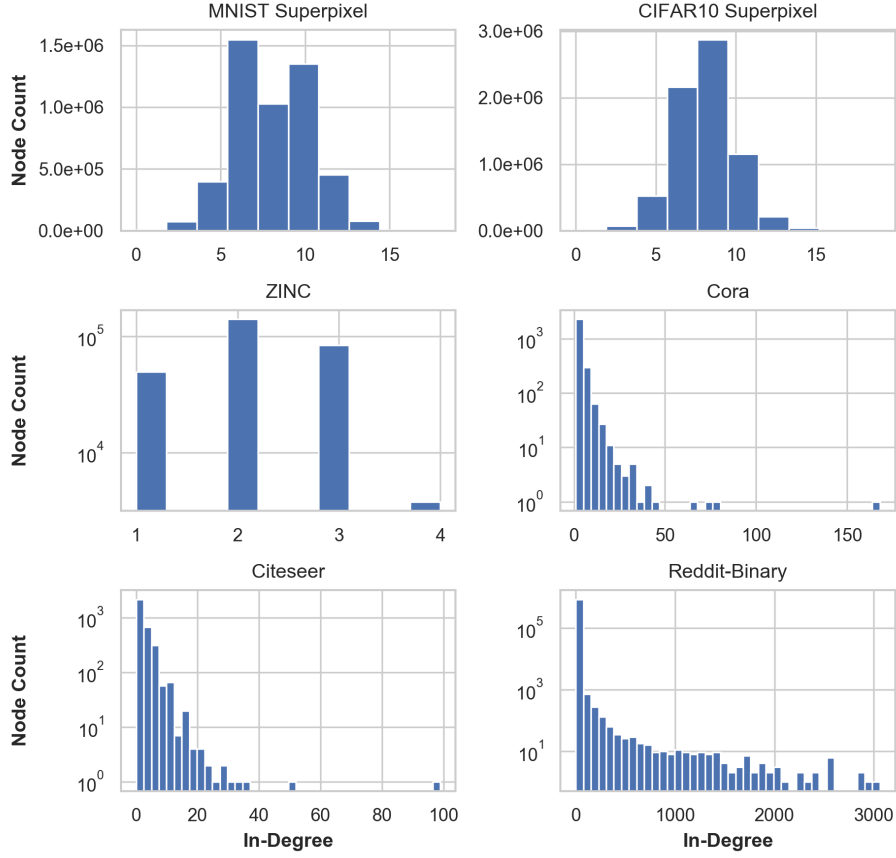 MNIST Superpixel
CIFAR10 Superpixel
Node Count
1.5e+06
1.0e+06
5.0e+05
0.0e+00
0 5 10 15
3.0e+06
2.0e+06
1.0e+06
0.0e+00
0 5 10 15
ZINC
Cora
Node Count
10^5
10^4
1 2 3 4
10^3
10^2
10^1
10^0
0 50 100 150
Citeseer
Reddit-Binary
Node Count
10^3
10^2
10^1
10^0
0 20 40 60 80 100
In-Degree
10^5
10^3
10^1
0 1000 2000 3000
In-Degree